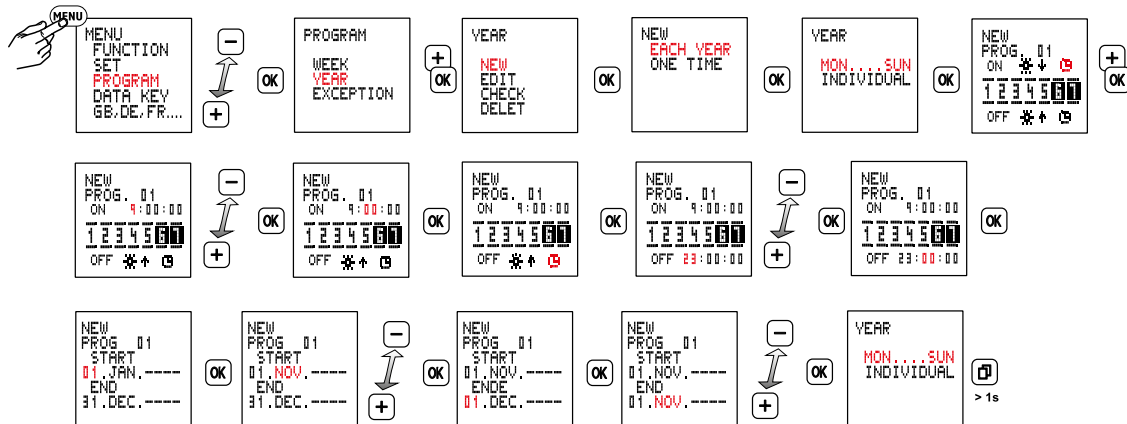 MENU
MENU
FUNCTION
SET
PROGRAM
DATA KEY
GB,DE,FR....
−
+
OK
PROGRAM
WEEK
YEAR
EXCEPTION
+
OK
YEAR
NEW
EDIT
CHECK
DELET
OK
NEW
EACH YEAR
ONE TIME
OK
YEAR
MON....SUN
INDIVIDUAL
OK
NEW
PROG. 01
ON
1 2 3 4 5 6 7
OFF
+
OK
NEW
PROG. 01
ON 9:00:00
1 2 3 4 5 6 7
OFF
−
+
OK
NEW
PROG. 01
ON 9:00:00
1 2 3 4 5 6 7
OFF
OK
NEW
PROG. 01
ON 9:00:00
1 2 3 4 5 6 7
OFF
OK
NEW
PROG. 01
ON 9:00:00
1 2 3 4 5 6 7
OFF 23:00:00
−
+
OK
NEW
PROG. 01
ON 9:00:00
1 2 3 4 5 6 7
OFF 23:00:00
OK
NEW
PROG 01
START
01.JAN.----
END
31.DEC.----
OK
NEW
PROG 01
START
01.NOV.----
END
31.DEC.----
−
+
OK
NEW
PROG 01
START
01.NOV.----
ENDE
01.DEC.----
OK
NEW
PROG 01
START
01.NOV.----
END
01.NOV.----
−
+
OK
YEAR
MON....SUN
INDIVIDUAL
> 1s